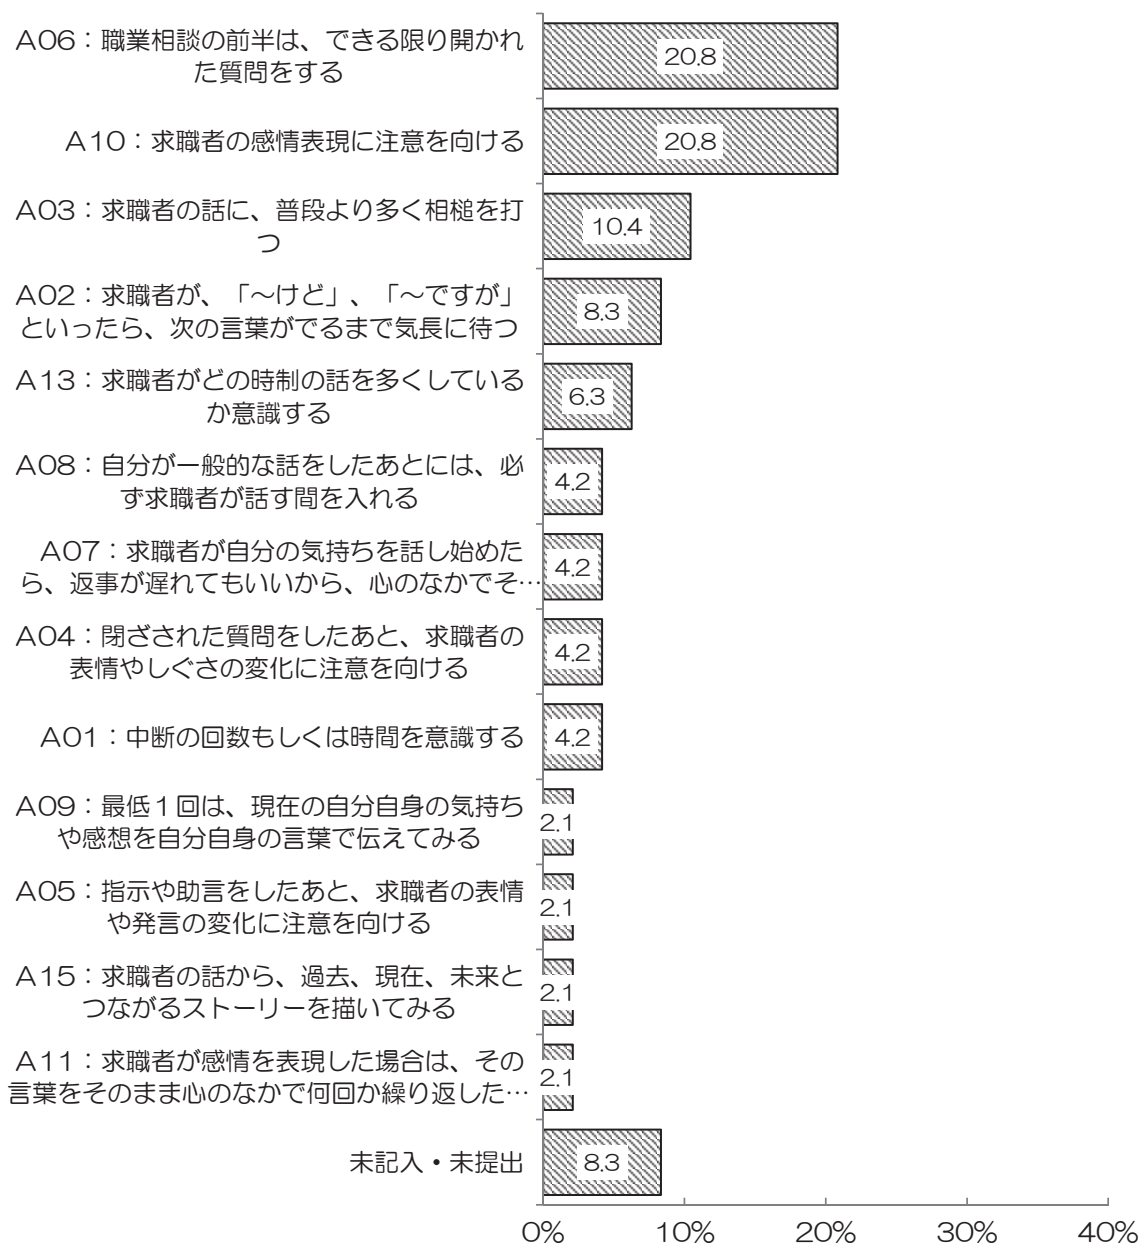 A06：職業相談の前半は、できる限り開かれ
た質問をする
20.8
A10：求職者の感情表現に注意を向ける
20.8
A03：求職者の話に、普段より多く相槌を打
つ
10.4
A02：求職者が、「～けど」、「～ですが」
といったら、次の言葉がでるまで気長に待つ
8.3
A13：求職者がどの時制の話を多くしている
か意識する
6.3
A08：自分が一般的な話をしたあとには、必
ず求職者が話す間を入れる
4.2
A07：求職者が自分の気持ちを話し始めた
ら、返事が遅れてもいいから、心のなかでそ…
4.2
A04：閉ざされた質問をしたあと、求職者の
表情やしぐさの変化に注意を向ける
4.2
A01：中断の回数もしくは時間を意識する
4.2
A09：最低１回は、現在の自分自身の気持ち
や感想を自分自身の言葉で伝えてみる
2.1
A05：指示や助言をしたあと、求職者の表情
や発言の変化に注意を向ける
2.1
A15：求職者の話から、過去、現在、未来と
つながるストーリーを描いてみる
2.1
A11：求職者が感情を表現した場合は、その
言葉をそのまま心のなかで何回か繰り返した…
2.1
未記入・未提出
8.3
0% 10% 20% 30% 40%